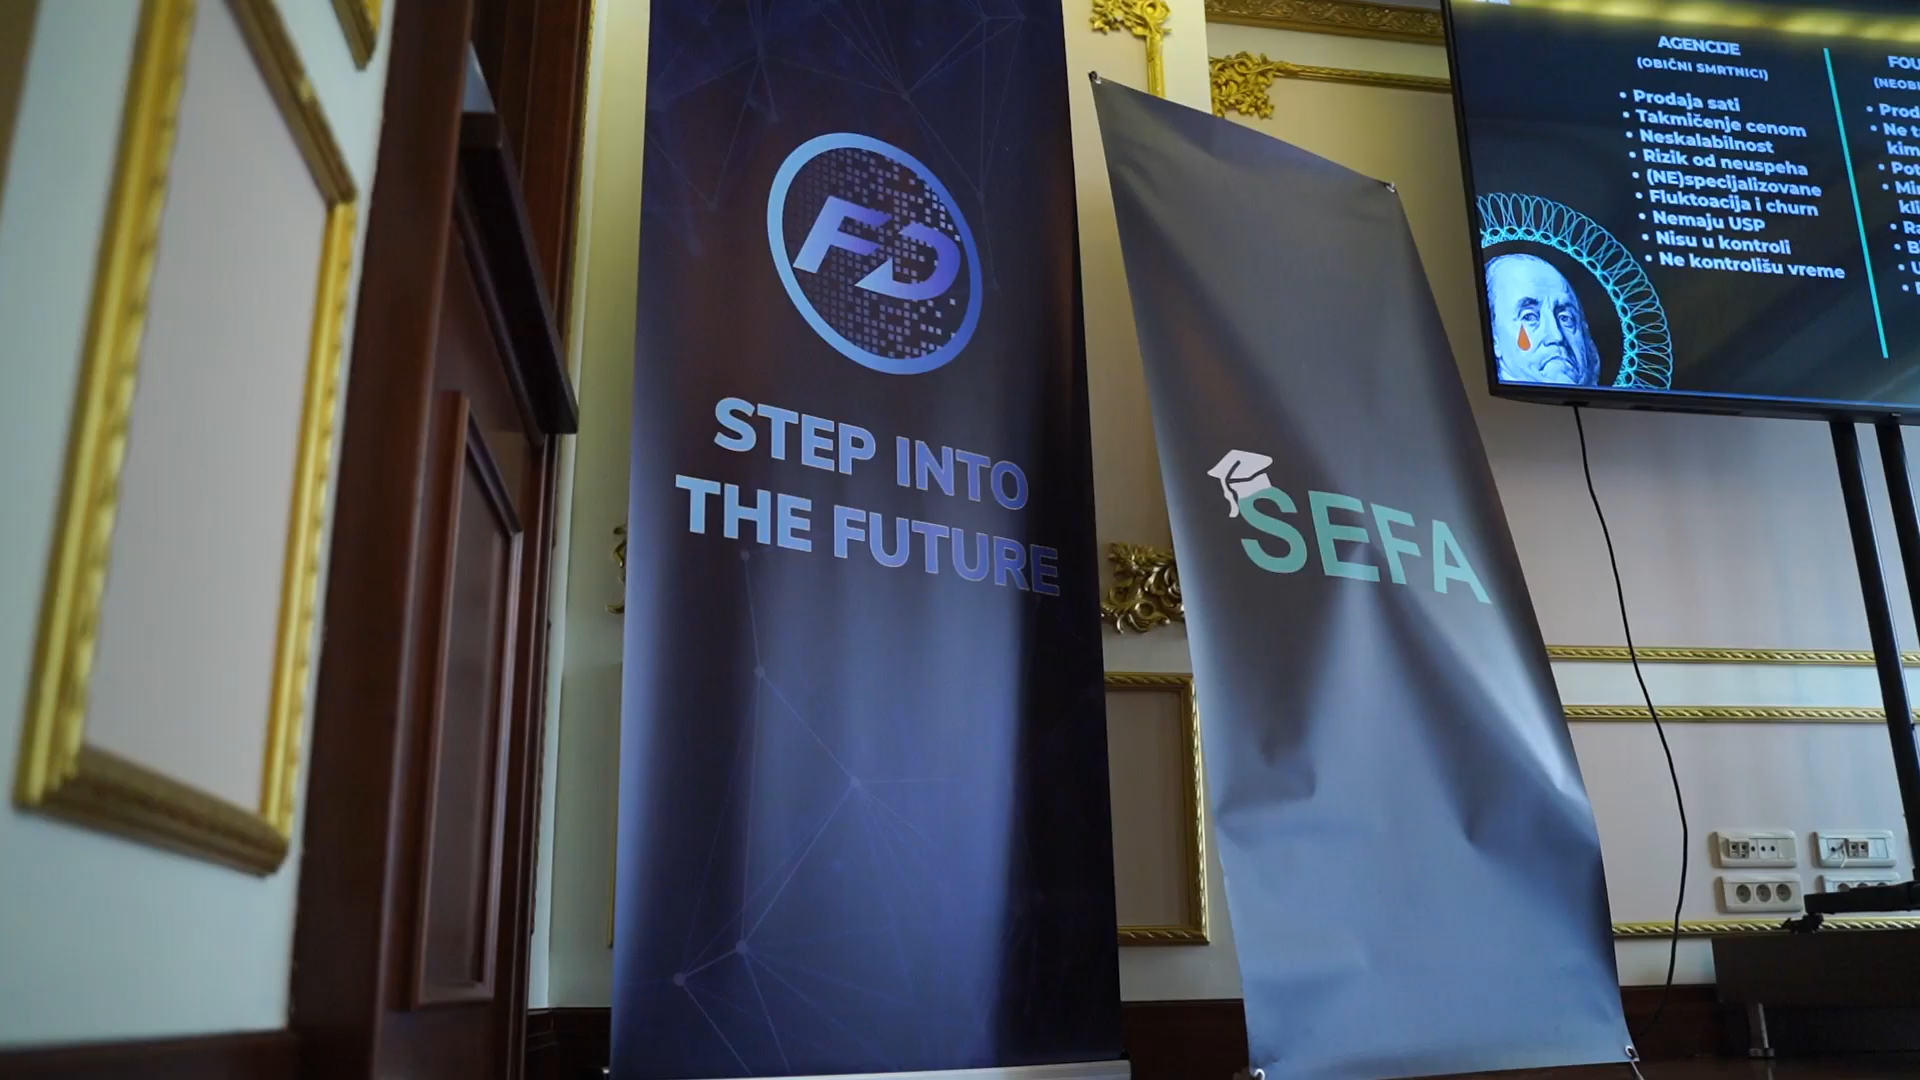 FD
STEP INTO
THE FUTURE
SEFA
AGENCIJE
(OBIČNI SMRTNICI)
• Prodaja sati
• Takmičenje cenom
• Neskalabilnost
• Rizik od neuspeha
• (NE)specijalizovane
• Fluktoacija i churn
• Nemaju USP
• Nisu u kontroli
• Ne kontrolišu vreme